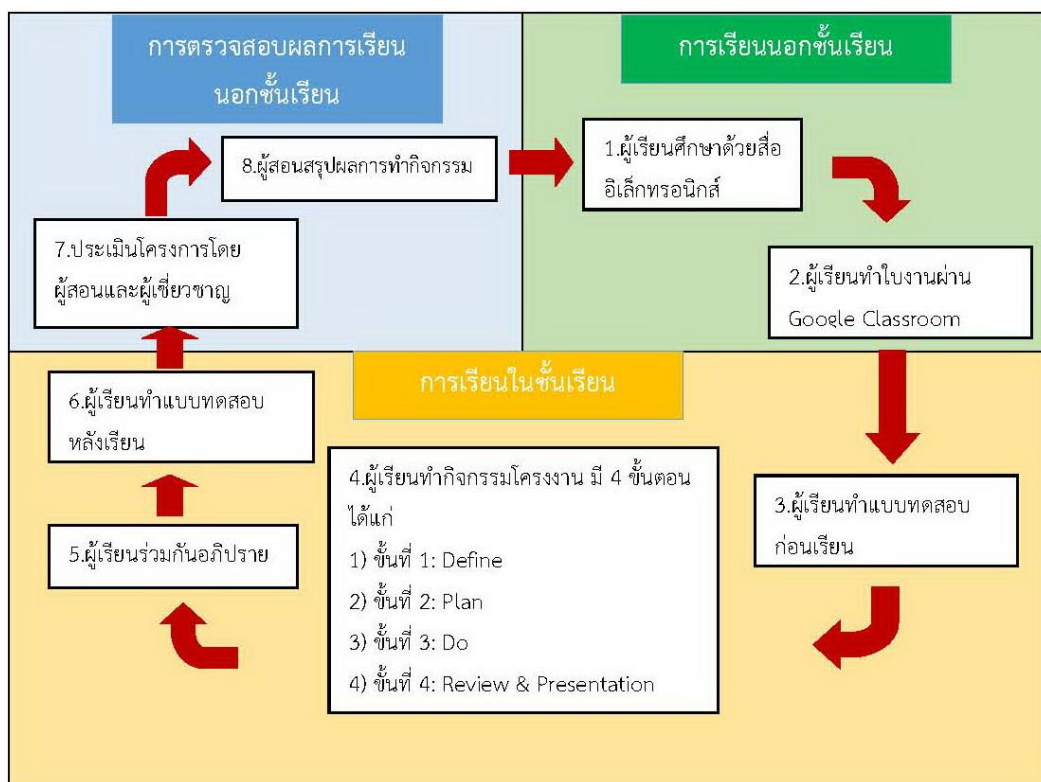 การตรวจสอบผลการเรียน
นอกชั้นเรียน
การเรียนนอกชั้นเรียน
8.ผู้สอนสรุปผลการทำกิจกรรม
1.ผู้เรียนศึกษาด้วยสื่อ
อิเล็กทรอนิกส์
7.ประเมินโครงการโดย
ผู้สอนและผู้เชี่ยวชาญ
2.ผู้เรียนทำใบงานผ่าน
Google Classroom
การเรียนในชั้นเรียน
6.ผู้เรียนทำแบบทดสอบ
หลังเรียน
4.ผู้เรียนทำกิจกรรมโครงงาน มี 4 ขั้นตอน
ได้แก่
1) ขั้นที่ 1: Define
2) ขั้นที่ 2: Plan
3) ขั้นที่ 3: Do
4) ขั้นที่ 4: Review & Presentation
3.ผู้เรียนทำแบบทดสอบ
ก่อนเรียน
5.ผู้เรียนร่วมกันอภิปราย